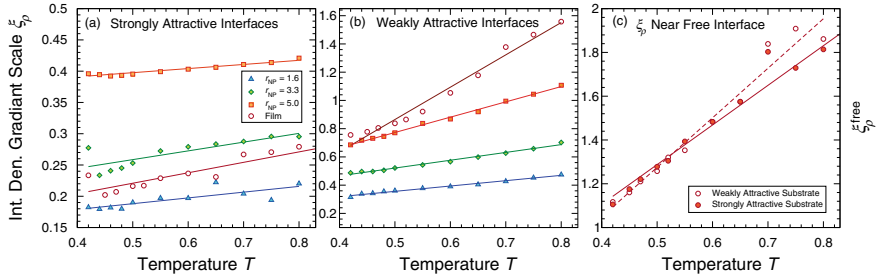 (a) Strongly Attractive Interfaces
(b) Weakly Attractive Interfaces
(c) ξρ Near Free Interface
Int. Den. Gradiant Scale ξρ
0.45
0.4
0.35
0.3
0.25
0.2
0.15
rNP = 1.6
rNP = 3.3
rNP = 5.0
Film
0.4 0.5 0.6 0.7 0.8
Temperature T
1.6
1.4
1.2
1
0.8
0.6
0.4
0.2
0.4 0.5 0.6 0.7 0.8
Temperature T
2
1.8
1.6
1.4
1.2
1
ξρfree
Weakly Attractive Substrate
Strongly Attractive Substrate
0.4 0.5 0.6 0.7 0.8
Temperature T